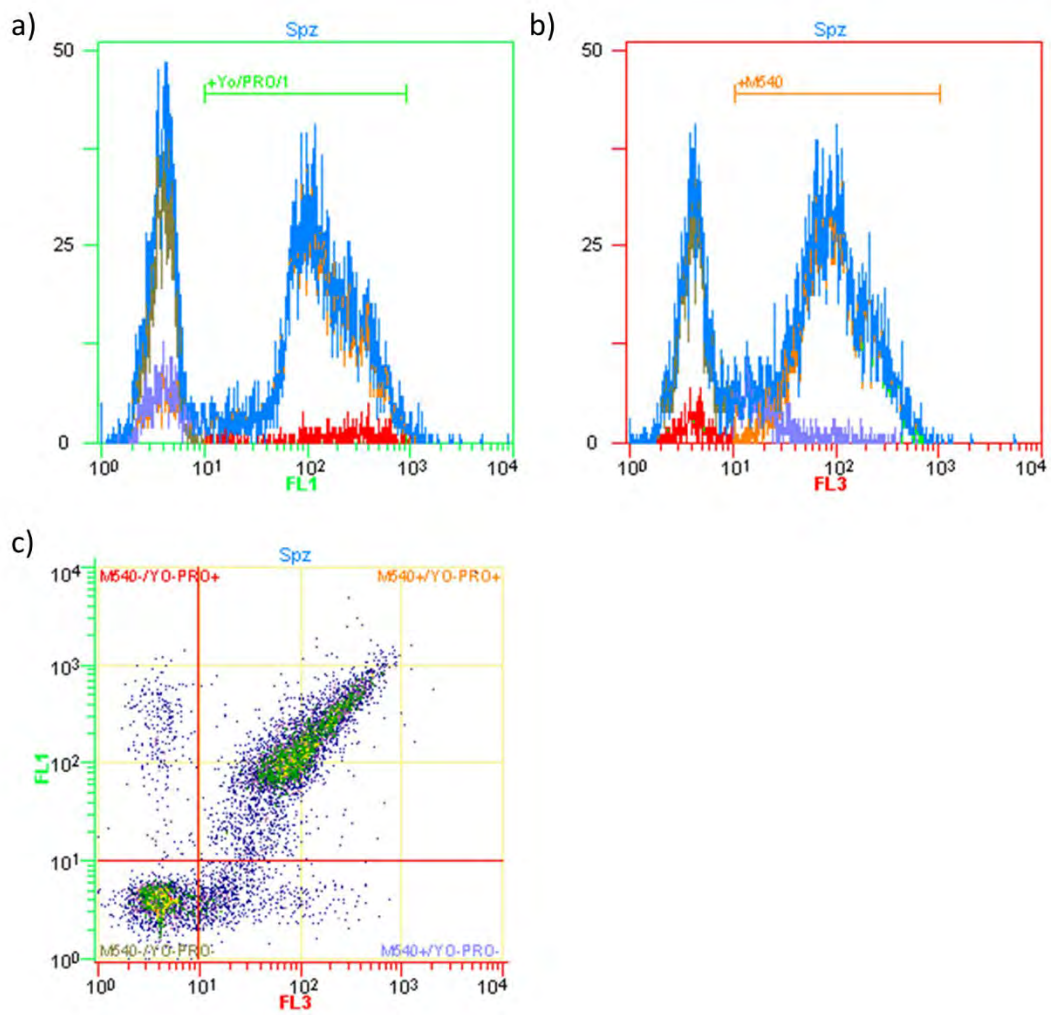 a)
Spz
50
25
0
+Yo/PRO/1
10⁰ 10¹ 10² 10³ 10⁴
FL1
b)
Spz
50
25
0
+M540
10⁰ 10¹ 10² 10³ 10⁴
FL3
c)
Spz
M540-/YO-PRO+ M540+/YO-PRO+
10⁴
10³
10²
10¹
10⁰
FL1
M540-/YO-PRO- M540+/YO-PRO-
10⁰ 10¹ 10² 10³ 10⁴
FL3